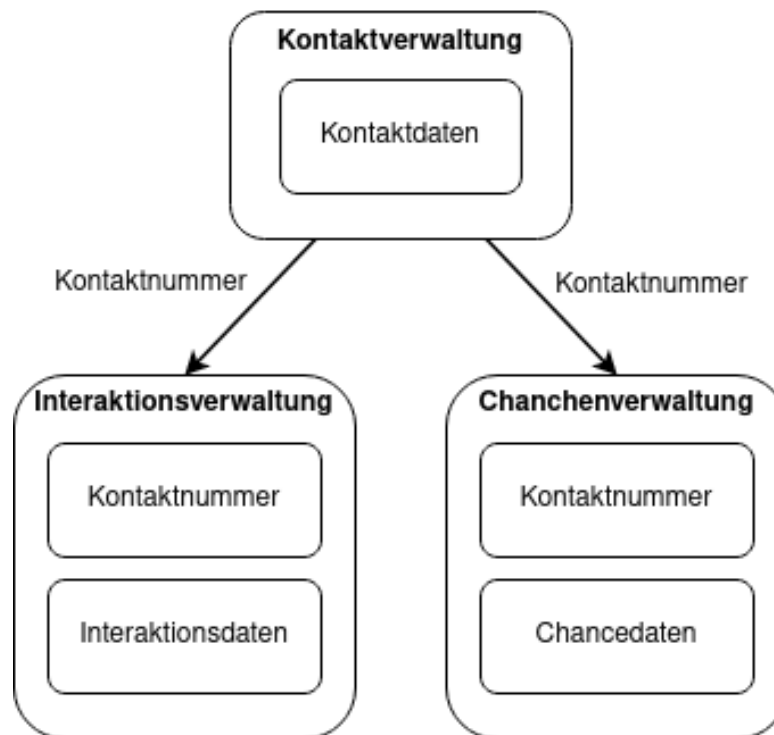 Kontaktverwaltung
Kontaktdaten
Kontaktnummer
Kontaktnummer
Interaktionsverwaltung
Kontaktnummer
Interaktionsdaten
Chanchenverwaltung
Kontaktnummer
Chancedaten